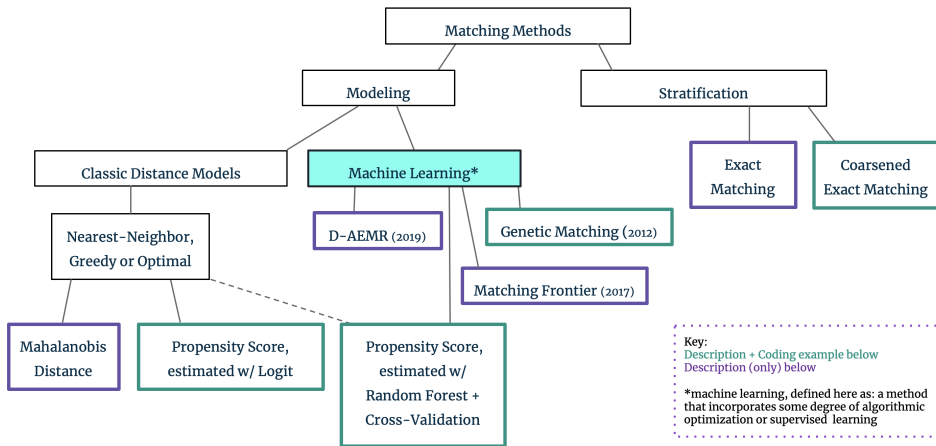 Matching Methods
Modeling
Stratification
Classic Distance Models
Machine Learning*
Exact
Matching
Coarsened
Exact Matching
Nearest-Neighbor,
Greedy or Optimal
D-AEMR (2019)
Genetic Matching (2012)
Matching Frontier (2017)
Mahalanobis
Distance
Propensity Score,
estimated w/ Logit
Propensity Score,
estimated w/
Random Forest +
Cross-Validation
Key:
Description + Coding example below
Description (only) below
*machine learning, defined here as: a method
that incorporates some degree of algorithmic
optimization or supervised learning